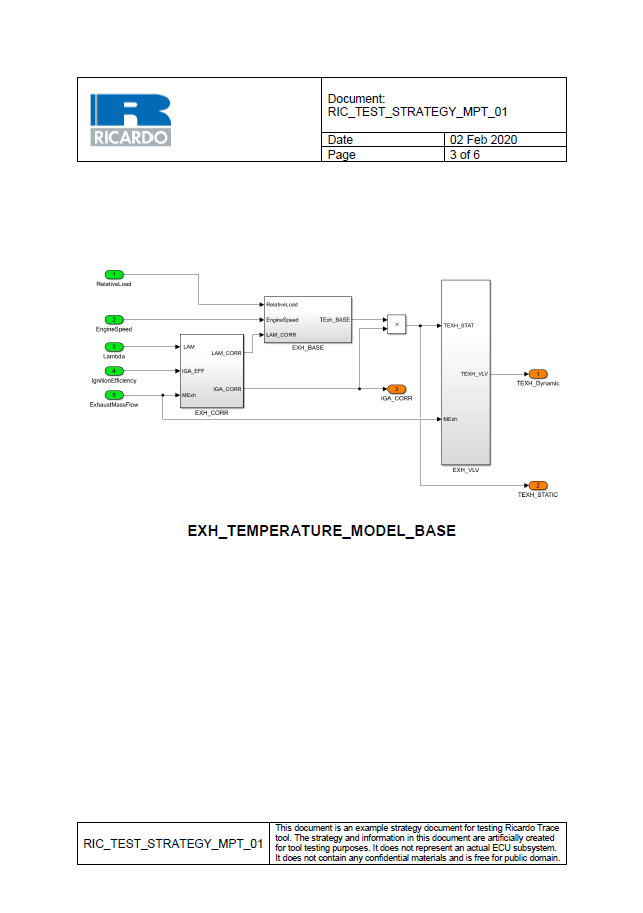 RICARDO
Document:
RIC_TEST_STRATEGY_MPT_01
Date 02 Feb 2020
Page 3 of 6
1
RelativeLoad
2
EngineSpeed
3
Lambda
4
IgnitionEfficiency
5
ExhaustMassFlow
LAM
IGA_EFF
MExh
LAM_CORR
IGA_CORR
EXH_CORR
RelativeLoad
EngineSpeed
LAM_CORR
TExh_BASE
EXH_BASE
×
3
IGA_CORR
TEXH_STAT
MExh
TEXH_VLV
EXH_VLV
1
TEXH_Dynamic
2
TEXH_STATIC
EXH_TEMPERATURE_MODEL_BASE
RIC_TEST_STRATEGY_MPT_01
This document is an example strategy document for testing Ricardo Trace
tool. The strategy and information in this document are artificially created
for tool testing purposes. It does not represent an actual ECU subsystem.
It does not contain any confidential materials and is free for public domain.